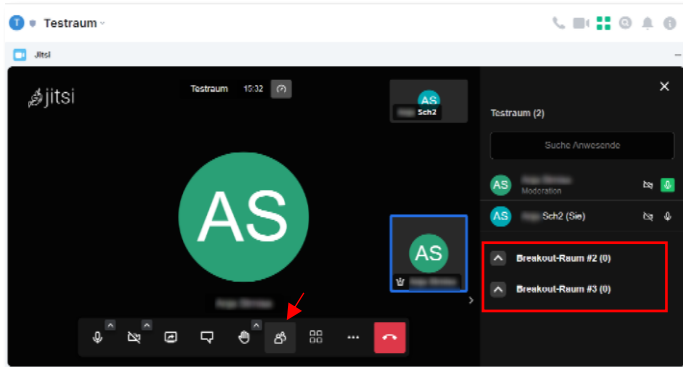 T Testraum
Jitsi
jitsi
Testraum 15:32
AS
Sch2
AS
AS
Testraum (2)
Suche Anwesende
AS
Moderation
AS Sch2 (Sie)
Breakout-Raum #2 (0)
Breakout-Raum #3 (0)